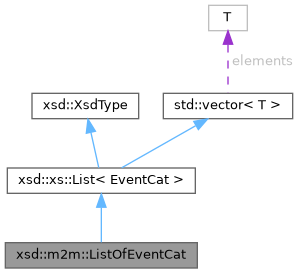 T
elements
xsd::XsdType
std::vector< T >
xsd::xs::List< EventCat >
xsd::m2m::ListOfEventCat